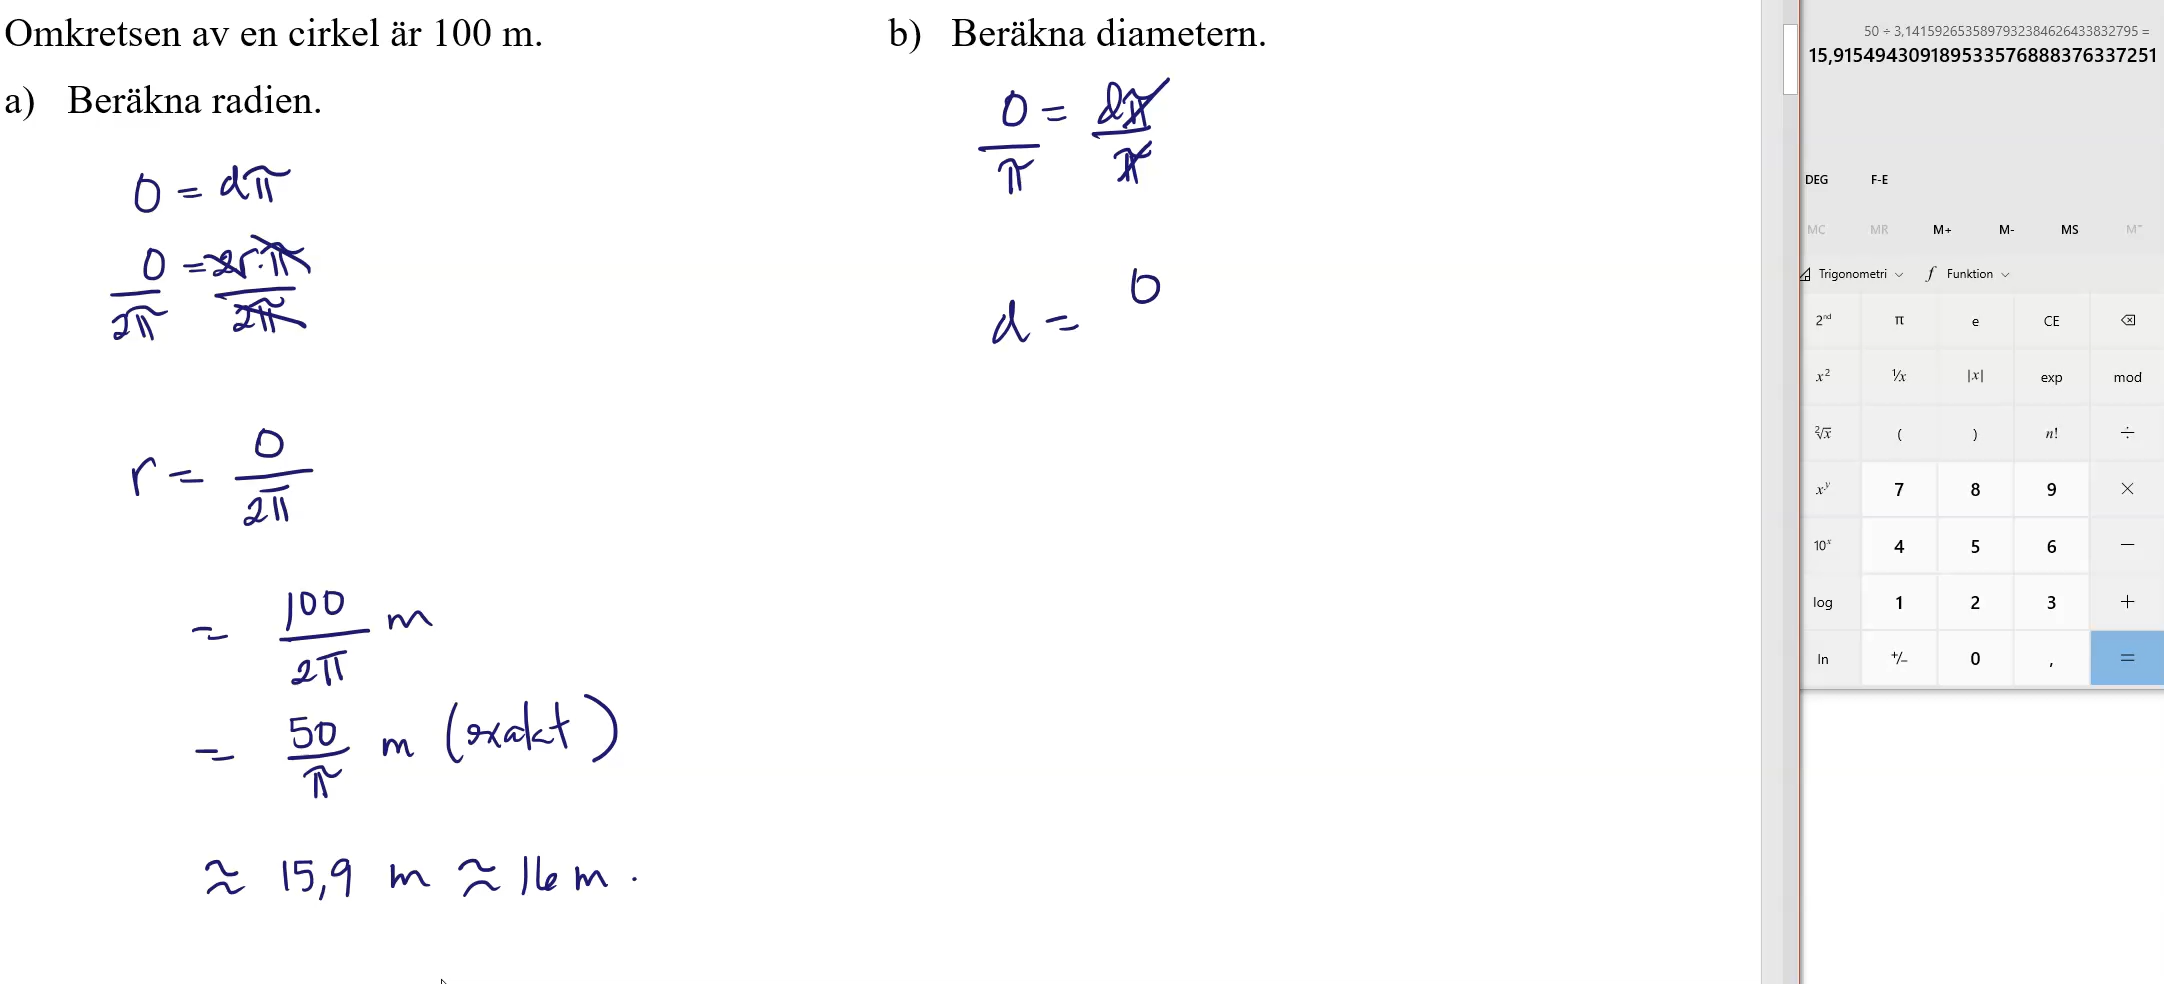 Omkretsen av en cirkel är 100 m.
a) Beräkna radien.
O = dπ
O/2π = 2r·π/2π
r = O/2π
= 100/2π m
= 50/π m (exakt)
≈ 15,9 m ≈ 16 m.
b) Beräkna diametern.
O/π = dπ/π
d = O
50 ÷ 3,1415926535897932384626433832795 =
15,915494309189533576888376337251
DEG F-E
MC MR M+ M- MS M˅
Trigonometri f Funktion
2ⁿᵈ π e CE
x² ¹/x |x| exp mod
²√x ( ) n! ÷
xʸ 7 8 9 ×
10ˣ 4 5 6 −
log 1 2 3 +
ln +/− 0 , =